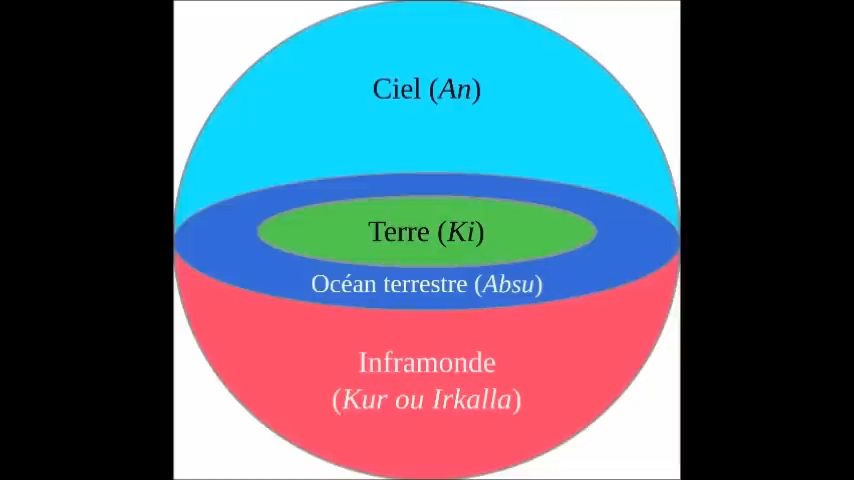 Ciel (An)
Terre (Ki)
Océan terrestre (Absu)
Inframonde
(Kur ou Irkalla)